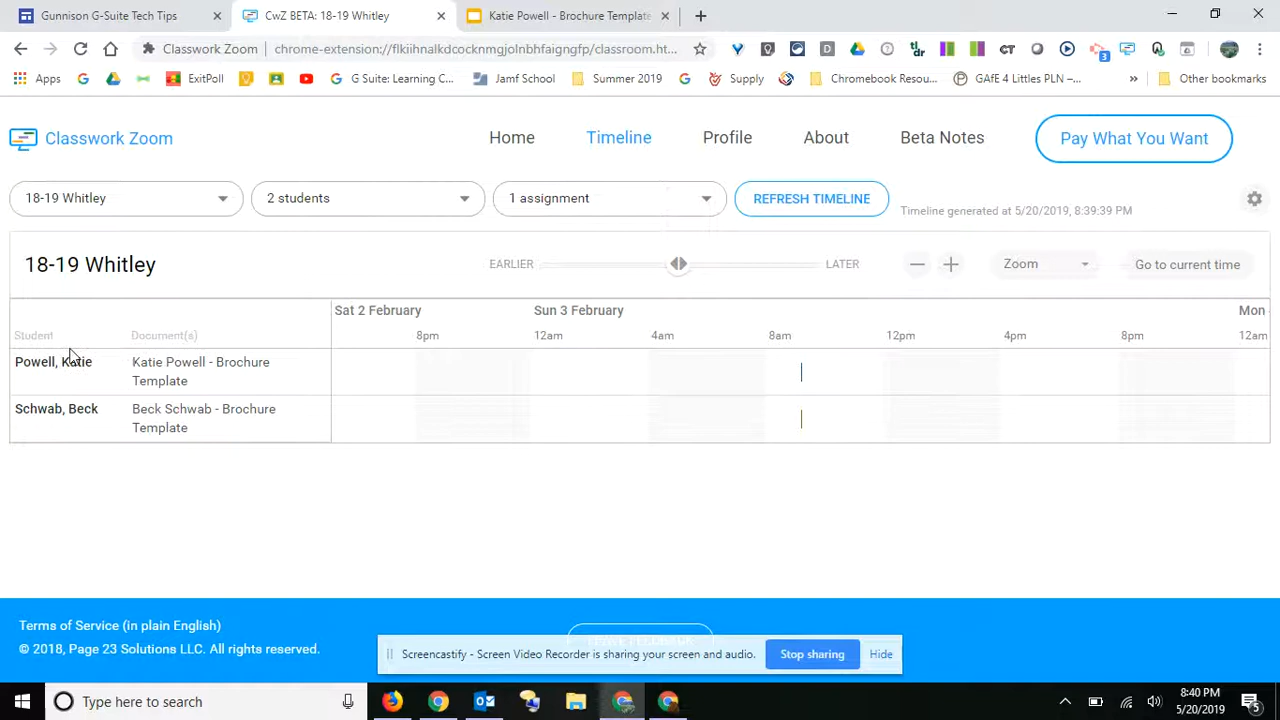 Gunnison G-Suite Tech Tips
CwZ BETA: 18-19 Whitley
Katie Powell - Brochure Template
Classwork Zoom
chrome-extension://flkiihnalkdcocknmgjolnbhfaigngfp/classroom.ht...
Apps
ExitPoll
G Suite: Learning C...
Jamf School
Summer 2019
Supply
Chromebook Resou...
GAfE 4 Littles PLN –...
Other bookmarks
Classwork Zoom
Home
Timeline
Profile
About
Beta Notes
Pay What You Want
18-19 Whitley
2 students
1 assignment
REFRESH TIMELINE
Timeline generated at 5/20/2019, 8:39:39 PM
18-19 Whitley
EARLIER
LATER
Zoom
Go to current time
Sat 2 February
Sun 3 February
Mon
Student
Document(s)
8pm
12am
4am
8am
12pm
4pm
8pm
12am
Powell, Katie
Katie Powell - Brochure
Template
Schwab, Beck
Beck Schwab - Brochure
Template
Terms of Service (in plain English)
© 2018, Page 23 Solutions LLC. All rights reserved.
Screencastify - Screen Video Recorder is sharing your screen and audio.
Stop sharing
Hide
Type here to search
8:40 PM
5/20/2019